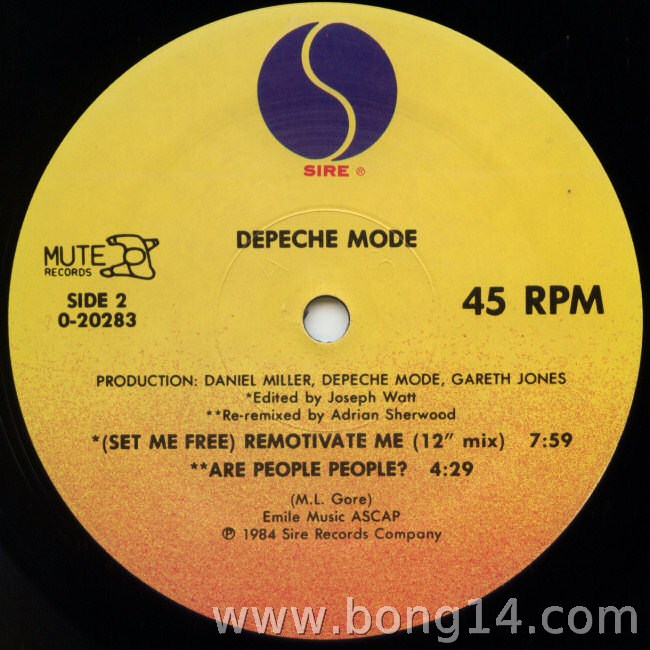 SIRE ®
DEPECHE MODE
MUTE
RECORDS
SIDE 2
0-20283
45 RPM
PRODUCTION: DANIEL MILLER, DEPECHE MODE, GARETH JONES
*Edited by Joseph Watt
**Re-remixed by Adrian Sherwood
*(SET ME FREE) REMOTIVATE ME (12″ mix) 7:59
**ARE PEOPLE PEOPLE? 4:29
(M.L. Gore)
Emile Music ASCAP
℗ 1984 Sire Records Company
www.bong14.com